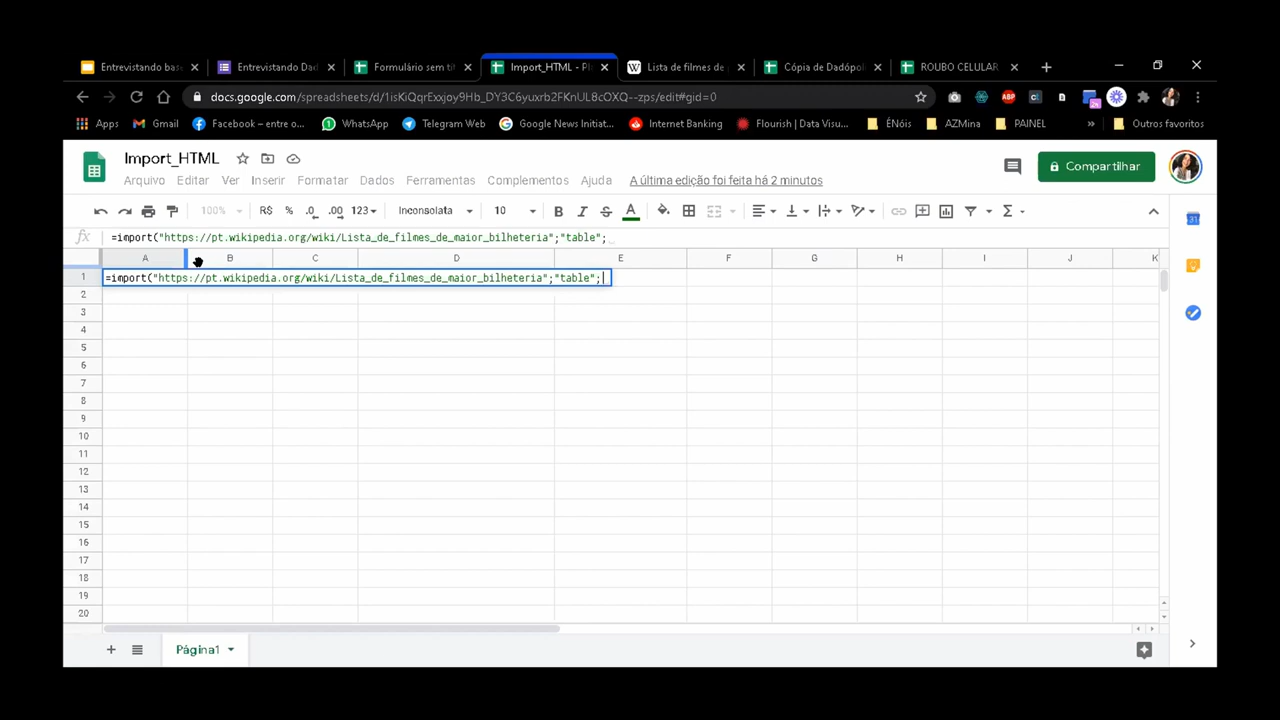 Entrevistando bas
Entrevistando Dad
Formulário sem tí
Import_HTML - Pl
Lista de filmes de
Cópia de Dadópol
ROUBO CELULAR
docs.google.com/spreadsheets/d/1isKiQqrExxjoy9Hb_DY3C6yuxrb2FKnUL8cOXQ--zps/edit#gid=0
Apps
Gmail
Facebook – entre o...
WhatsApp
Telegram Web
Google News Initiat...
Internet Banking
Flourish | Data Visu...
ÉNóis
AZMina
PAINEL
»
Outros favoritos
Import_HTML
Compartilhar
Arquivo Editar Ver Inserir Formatar Dados Ferramentas Complementos Ajuda A última edição foi feita há 2 minutos
100% R$ % .0 .00 123 Inconsolata 10 B I S A Σ
fx =import("https://pt.wikipedia.org/wiki/Lista_de_filmes_de_maior_bilheteria";"table";
A B C D E F G H I J K
1 =import("https://pt.wikipedia.org/wiki/Lista_de_filmes_de_maior_bilheteria";"table";
2
3
4
5
6
7
8
9
10
11
12
13
14
15
16
17
18
19
20
Página1